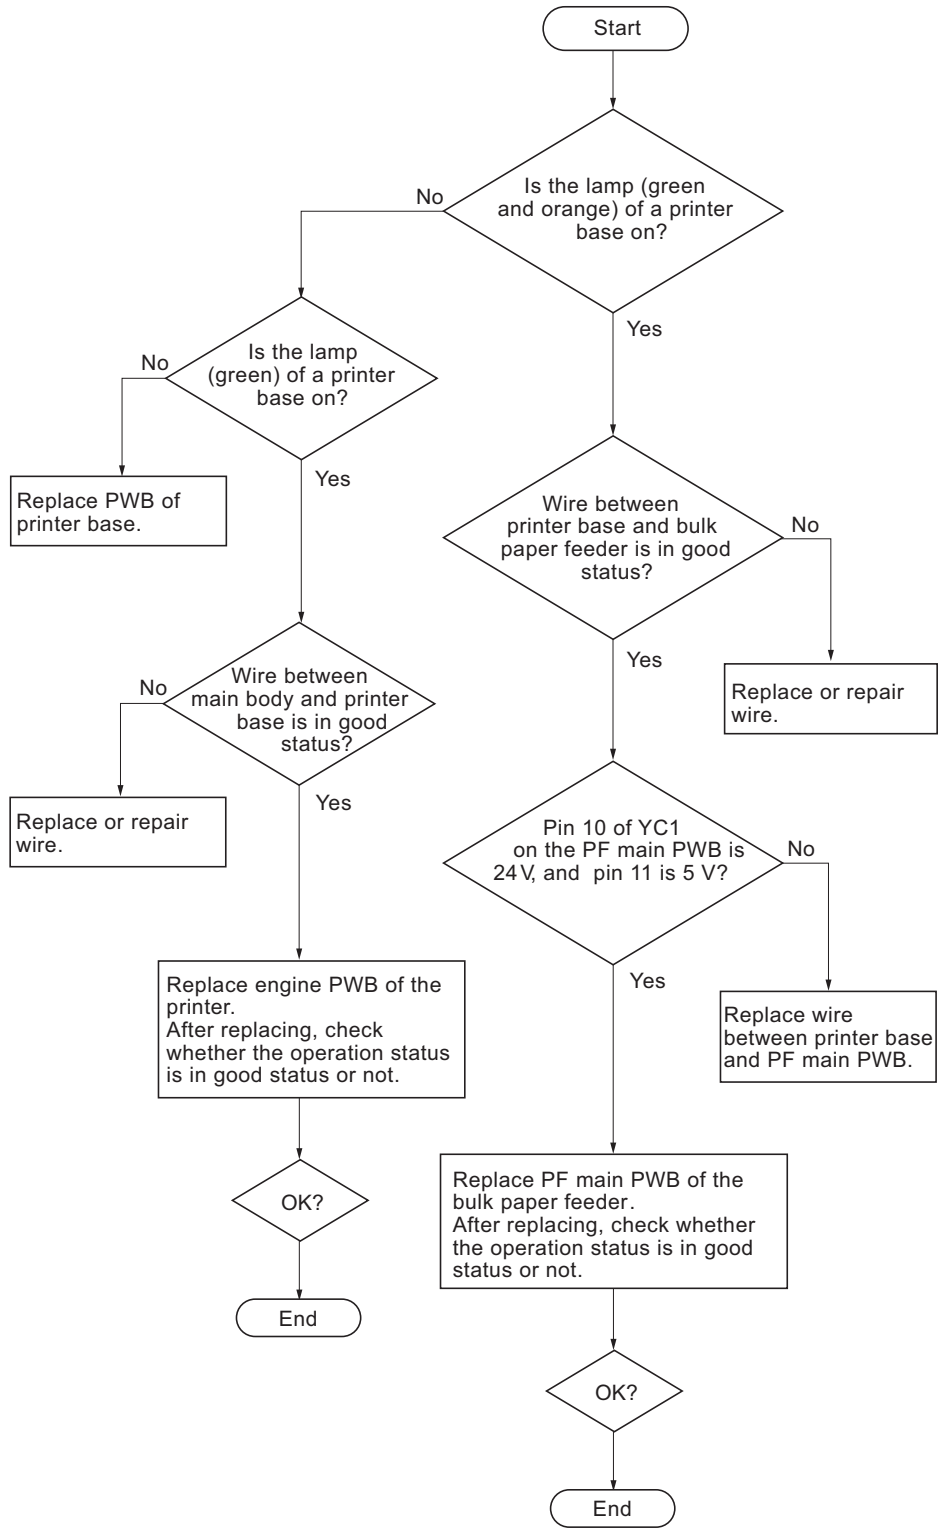 Start
Is the lamp (green
and orange) of a printer
base on?
No
Yes
Is the lamp
(green) of a printer
base on?
No
Yes
Replace PWB of
printer base.
Wire between
printer base and bulk
paper feeder is in good
status?
No
Yes
Replace or repair
wire.
Wire between
main body and printer
base is in good
status?
No
Yes
Replace or repair
wire.
Pin 10 of YC1
on the PF main PWB is
24V, and pin 11 is 5 V?
No
Yes
Replace engine PWB of the
printer.
After replacing, check
whether the operation status
is in good status or not.
Replace wire
between printer base
and PF main PWB.
OK?
End
Replace PF main PWB of the
bulk paper feeder.
After replacing, check whether
the operation status is in good
status or not.
OK?
End